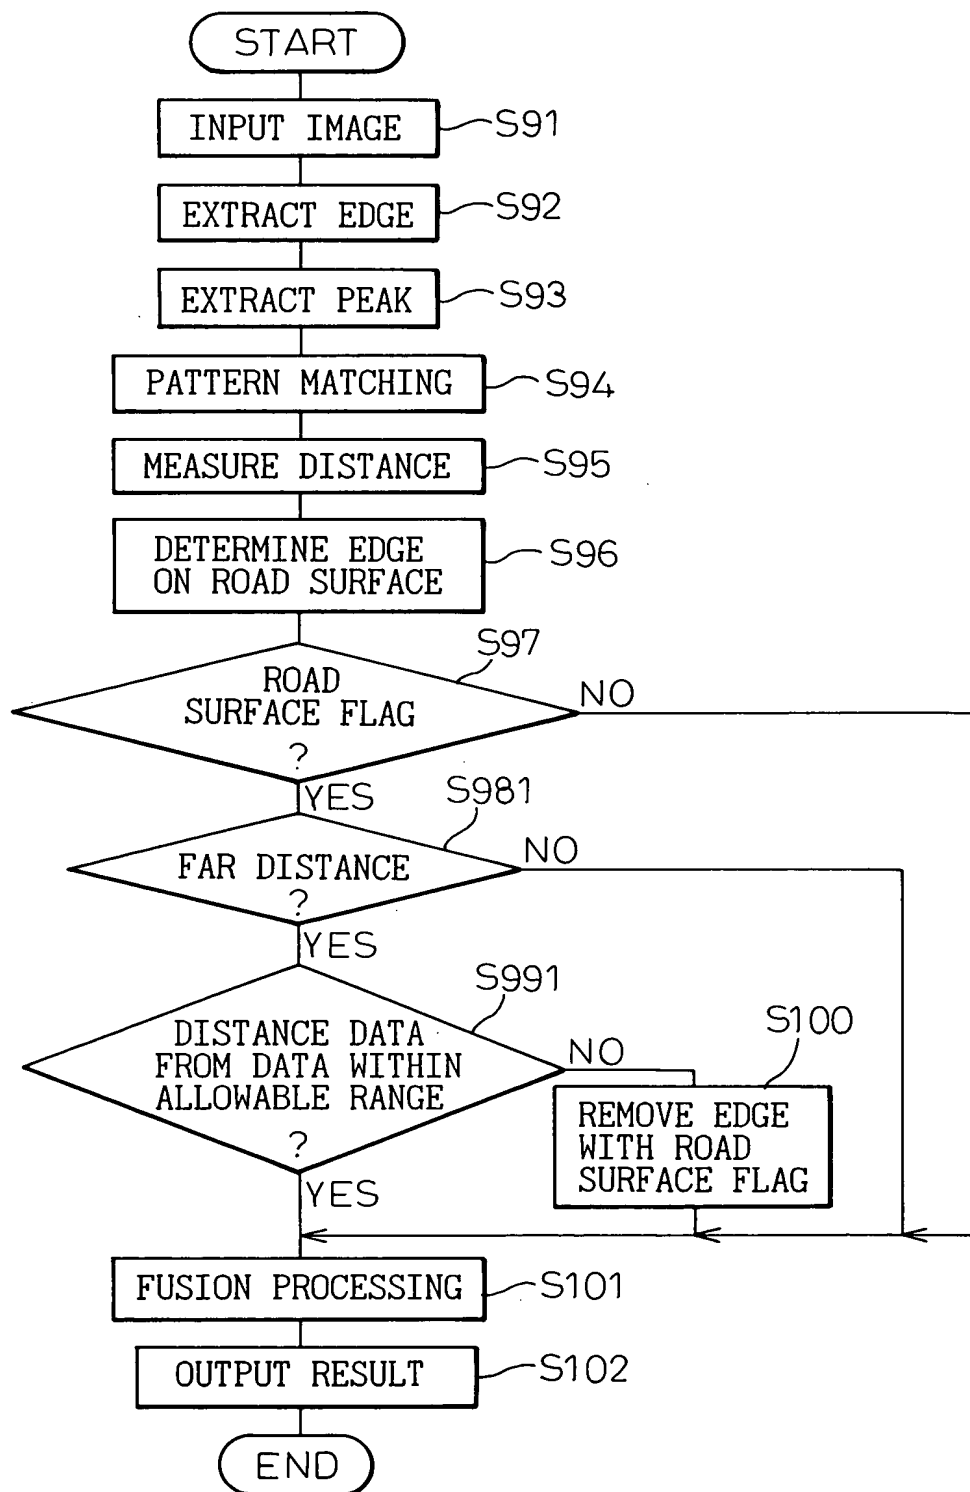 START
INPUT IMAGE
S91
EXTRACT EDGE
S92
EXTRACT PEAK
S93
PATTERN MATCHING
S94
MEASURE DISTANCE
S95
DETERMINE EDGE
ON ROAD SURFACE
S96
S97
ROAD
SURFACE FLAG
?
NO
YES
S981
FAR DISTANCE
?
NO
YES
S991
DISTANCE DATA
FROM DATA WITHIN
ALLOWABLE RANGE
?
NO
S100
REMOVE EDGE
WITH ROAD
SURFACE FLAG
YES
FUSION PROCESSING
S101
OUTPUT RESULT
S102
END